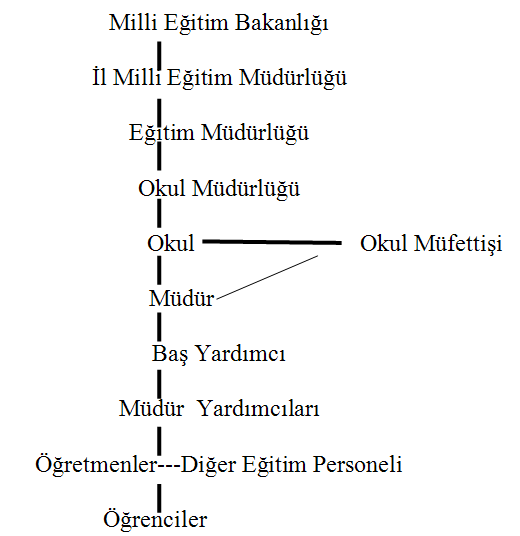 Milli Eğitim Bakanlığı
İl Milli Eğitim Müdürlüğü
Eğitim Müdürlüğü
Okul Müdürlüğü
Okul Okul Müfettişi
Müdür
Baş Yardımcı
Müdür Yardımcıları
Öğretmenler---Diğer Eğitim Personeli
Öğrenciler